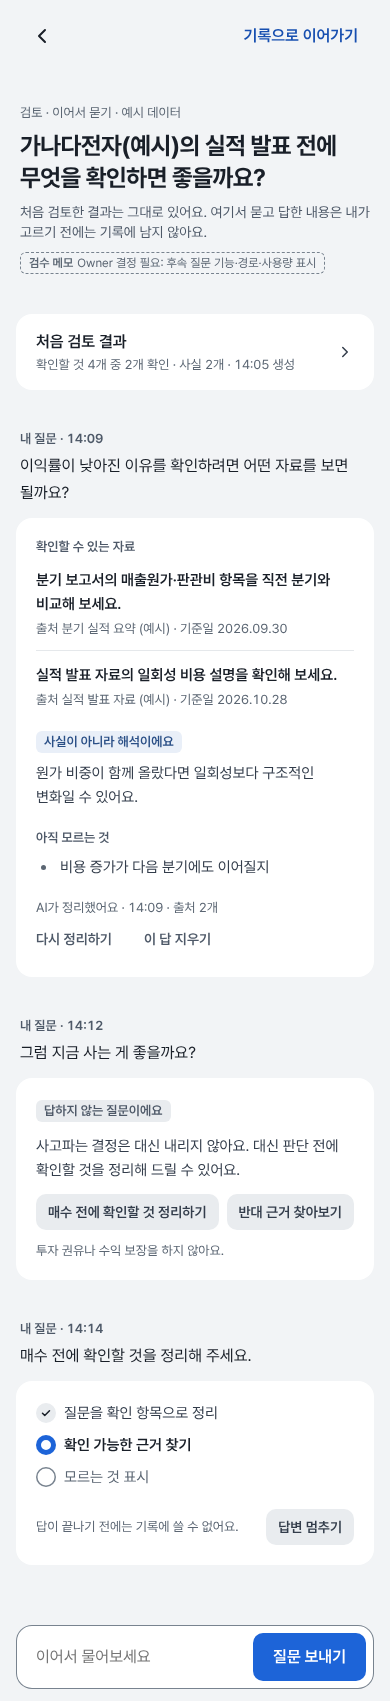 기록으로 이어가기
검토 · 이어서 묻기 · 예시 데이터
가나다전자(예시)의 실적 발표 전에
무엇을 확인하면 좋을까요?
처음 검토한 결과는 그대로 있어요. 여기서 묻고 답한 내용은 내가
고르기 전에는 기록에 남지 않아요.
검수 메모 Owner 결정 필요: 후속 질문 기능·경로·사용량 표시
처음 검토 결과
확인할 것 4개 중 2개 확인 · 사실 2개 · 14:05 생성
내 질문 · 14:09
이익률이 낮아진 이유를 확인하려면 어떤 자료를 보면
될까요?
확인할 수 있는 자료
분기 보고서의 매출원가·판관비 항목을 직전 분기와
비교해 보세요.
출처 분기 실적 요약 (예시) · 기준일 2026.09.30
실적 발표 자료의 일회성 비용 설명을 확인해 보세요.
출처 실적 발표 자료 (예시) · 기준일 2026.10.28
사실이 아니라 해석이에요
원가 비중이 함께 올랐다면 일회성보다 구조적인
변화일 수 있어요.
아직 모르는 것
• 비용 증가가 다음 분기에도 이어질지
AI가 정리했어요 · 14:09 · 출처 2개
다시 정리하기 이 답 지우기
내 질문 · 14:12
그럼 지금 사는 게 좋을까요?
답하지 않는 질문이에요
사고파는 결정은 대신 내리지 않아요. 대신 판단 전에
확인할 것을 정리해 드릴 수 있어요.
매수 전에 확인할 것 정리하기 반대 근거 찾아보기
투자 권유나 수익 보장을 하지 않아요.
내 질문 · 14:14
매수 전에 확인할 것을 정리해 주세요.
질문을 확인 항목으로 정리
확인 가능한 근거 찾기
모르는 것 표시
답이 끝나기 전에는 기록에 쓸 수 없어요. 답변 멈추기
이어서 물어보세요 질문 보내기